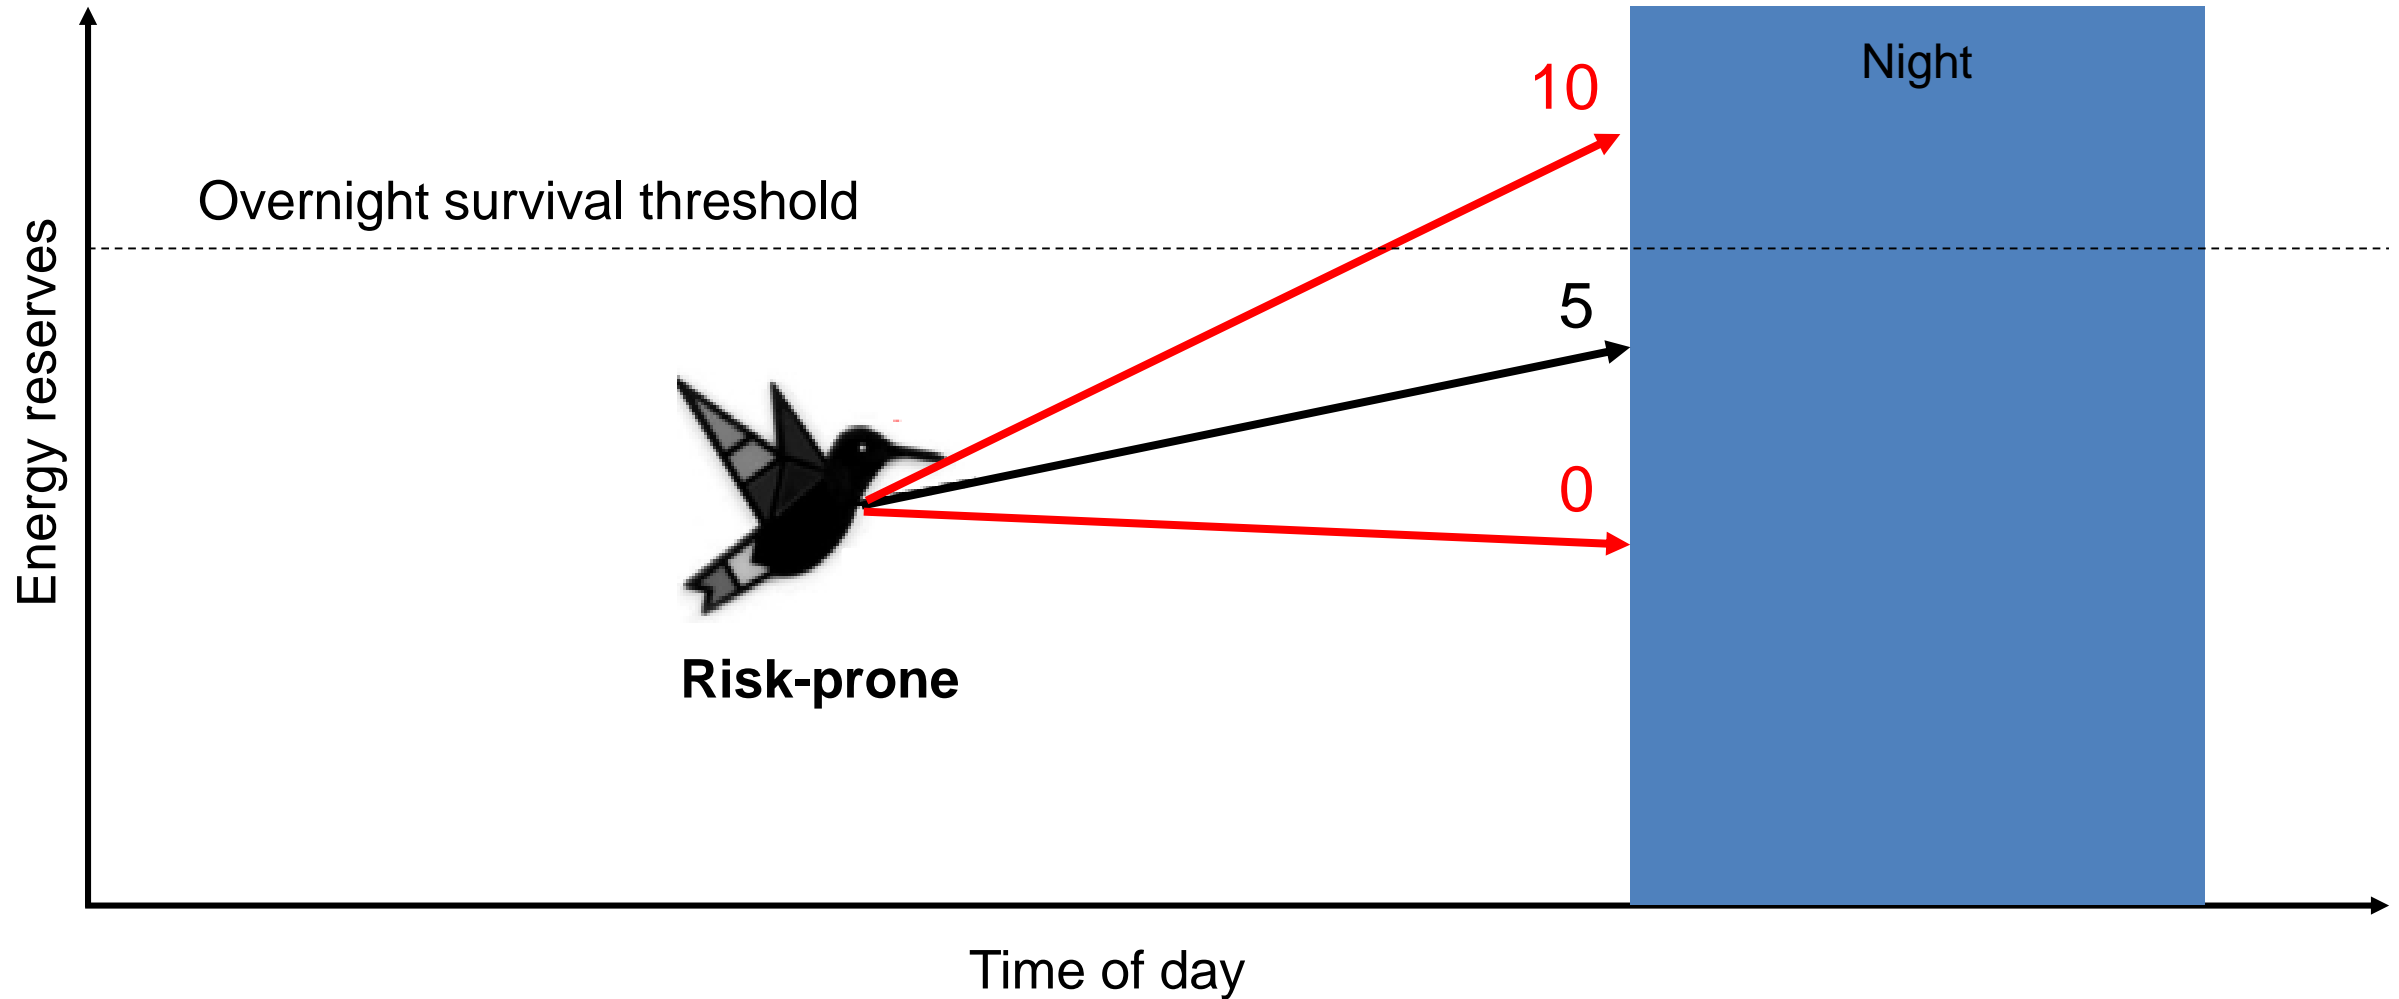 Night
10
Overnight survival threshold
Energy reserves
5
0
Risk-prone
Time of day